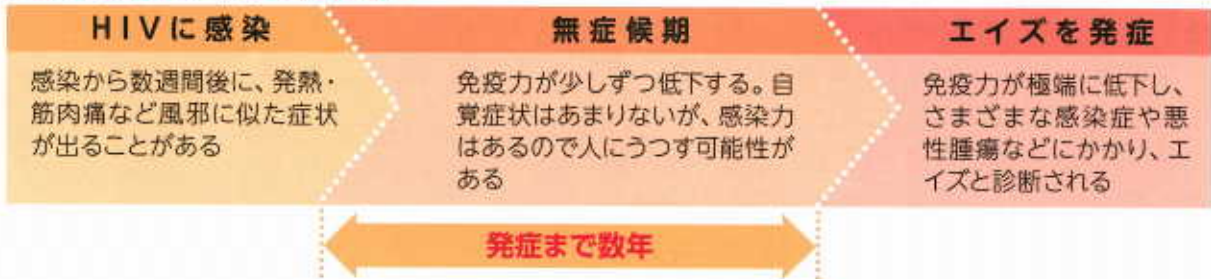 HIVに感染
感染から数週間後に、発熱・
筋肉痛など風邪に似た症状
が出ることがある
無症候期
免疫力が少しずつ低下する。自
覚症状はあまりないが、感染力
はあるので人にうつす可能性が
ある
エイズを発症
免疫力が極端に低下し、
さまざまな感染症や悪
性腫瘍などにかかり、エ
イズと診断される
発症まで数年